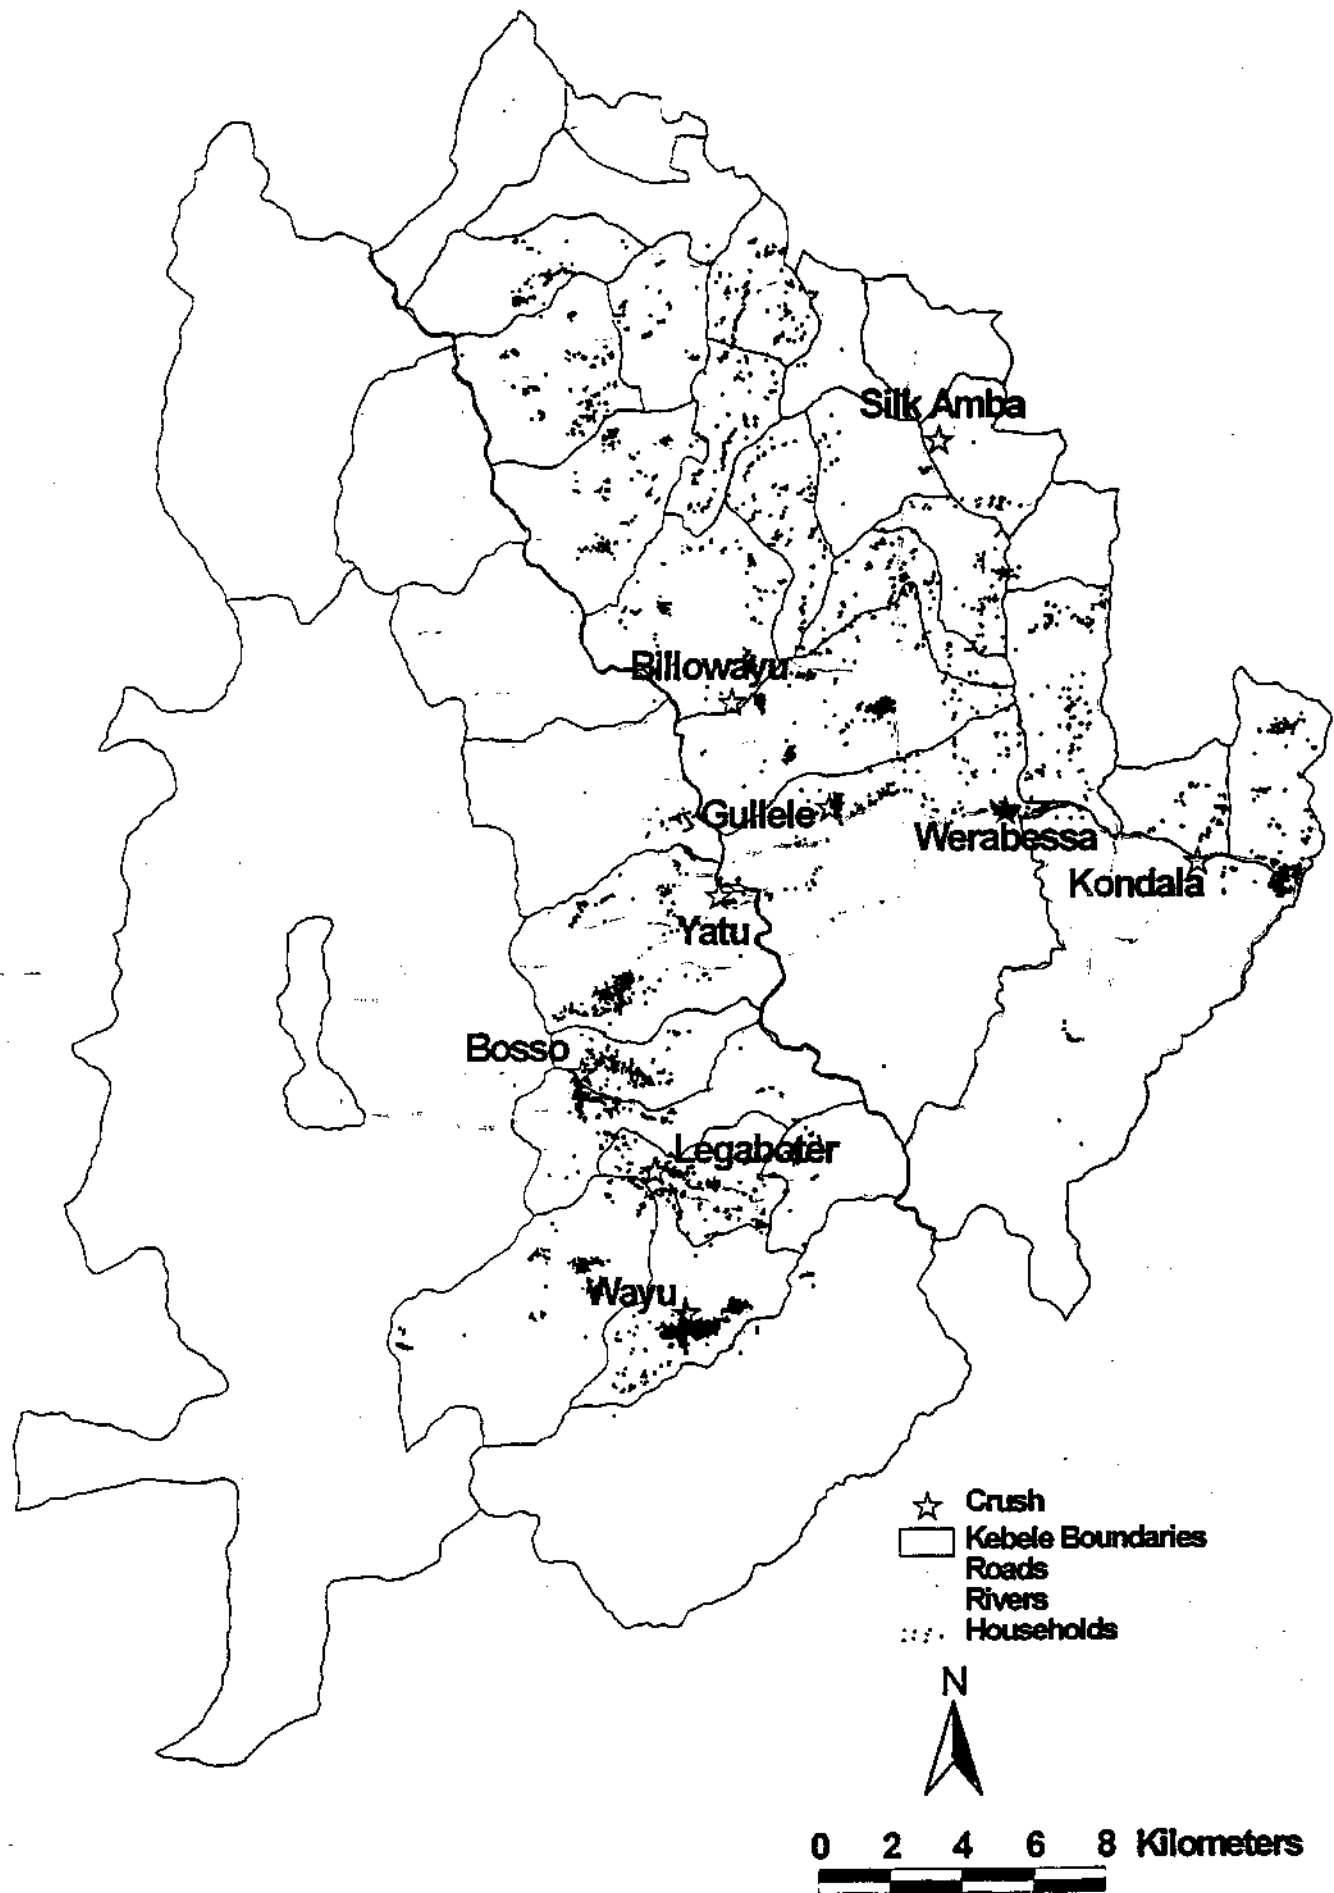 Silk Amba
Billowayu
Gullele
Werabessa
Kondala
Yatu
Bosso
Legaboter
Wayu
Crush
Kebele Boundaries
Roads
Rivers
Households
N
0 2 4 6 8 Kilometers